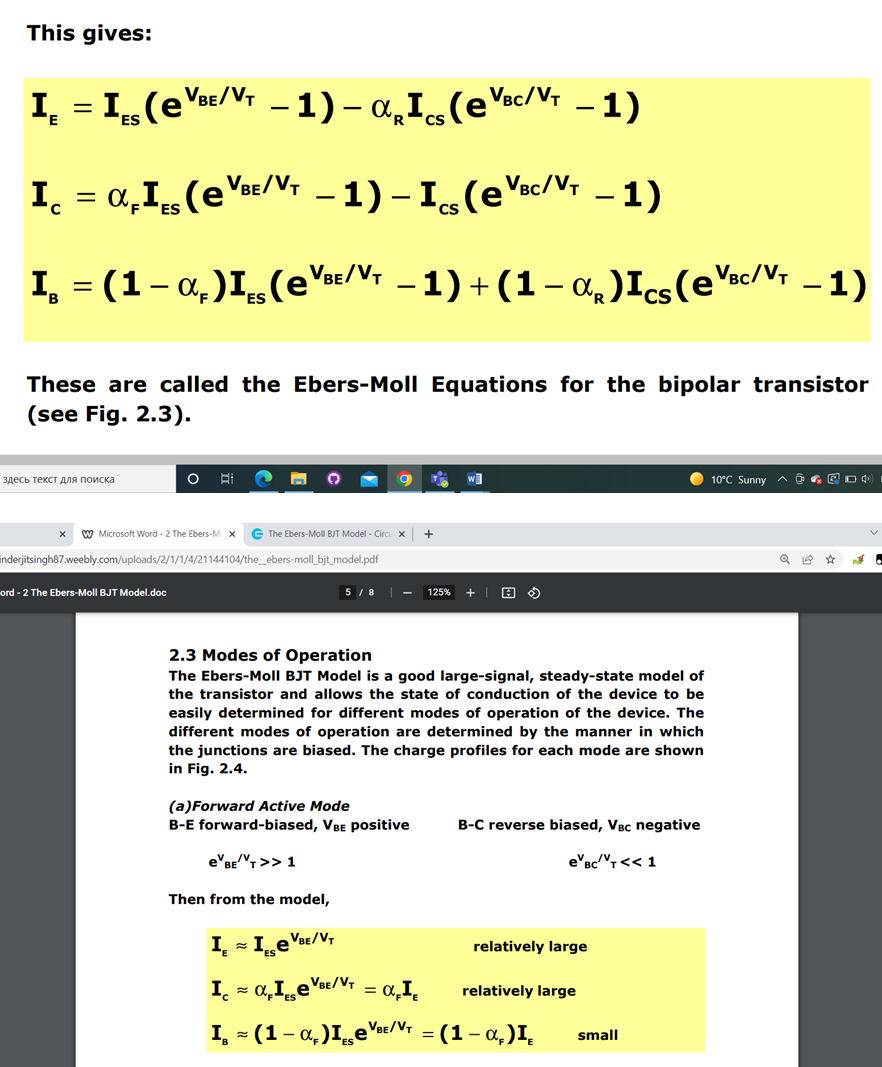 This gives:
I_E = I_ES(e^{V_BE/V_T} − 1) − α_R I_CS(e^{V_BC/V_T} − 1)
I_C = α_F I_ES(e^{V_BE/V_T} − 1) − I_CS(e^{V_BC/V_T} − 1)
I_B = (1 − α_F)I_ES(e^{V_BE/V_T} − 1) + (1 − α_R)I_CS(e^{V_BC/V_T} − 1)
These are called the Ebers-Moll Equations for the bipolar transistor
(see Fig. 2.3).
здесь текст для поиска
10°C Sunny
Microsoft Word - 2 The Ebers-M
The Ebers-Moll BJT Model - Circu
inderjitsingh87.weebly.com/uploads/2/1/1/4/21144104/the__ebers-moll_bjt_model.pdf
ord - 2 The Ebers-Moll BJT Model.doc
5 / 8
125%
2.3 Modes of Operation
The Ebers-Moll BJT Model is a good large-signal, steady-state model of
the transistor and allows the state of conduction of the device to be
easily determined for different modes of operation of the device. The
different modes of operation are determined by the manner in which
the junctions are biased. The charge profiles for each mode are shown
in Fig. 2.4.
(a)Forward Active Mode
B-E forward-biased, V_BE positive B-C reverse biased, V_BC negative
e^{V_BE/V_T} >> 1 e^{V_BC/V_T} << 1
Then from the model,
I_E ≈ I_ES e^{V_BE/V_T} relatively large
I_C ≈ α_F I_ES e^{V_BE/V_T} = α_F I_E relatively large
I_B ≈ (1 − α_F)I_ES e^{V_BE/V_T} = (1 − α_F)I_E small